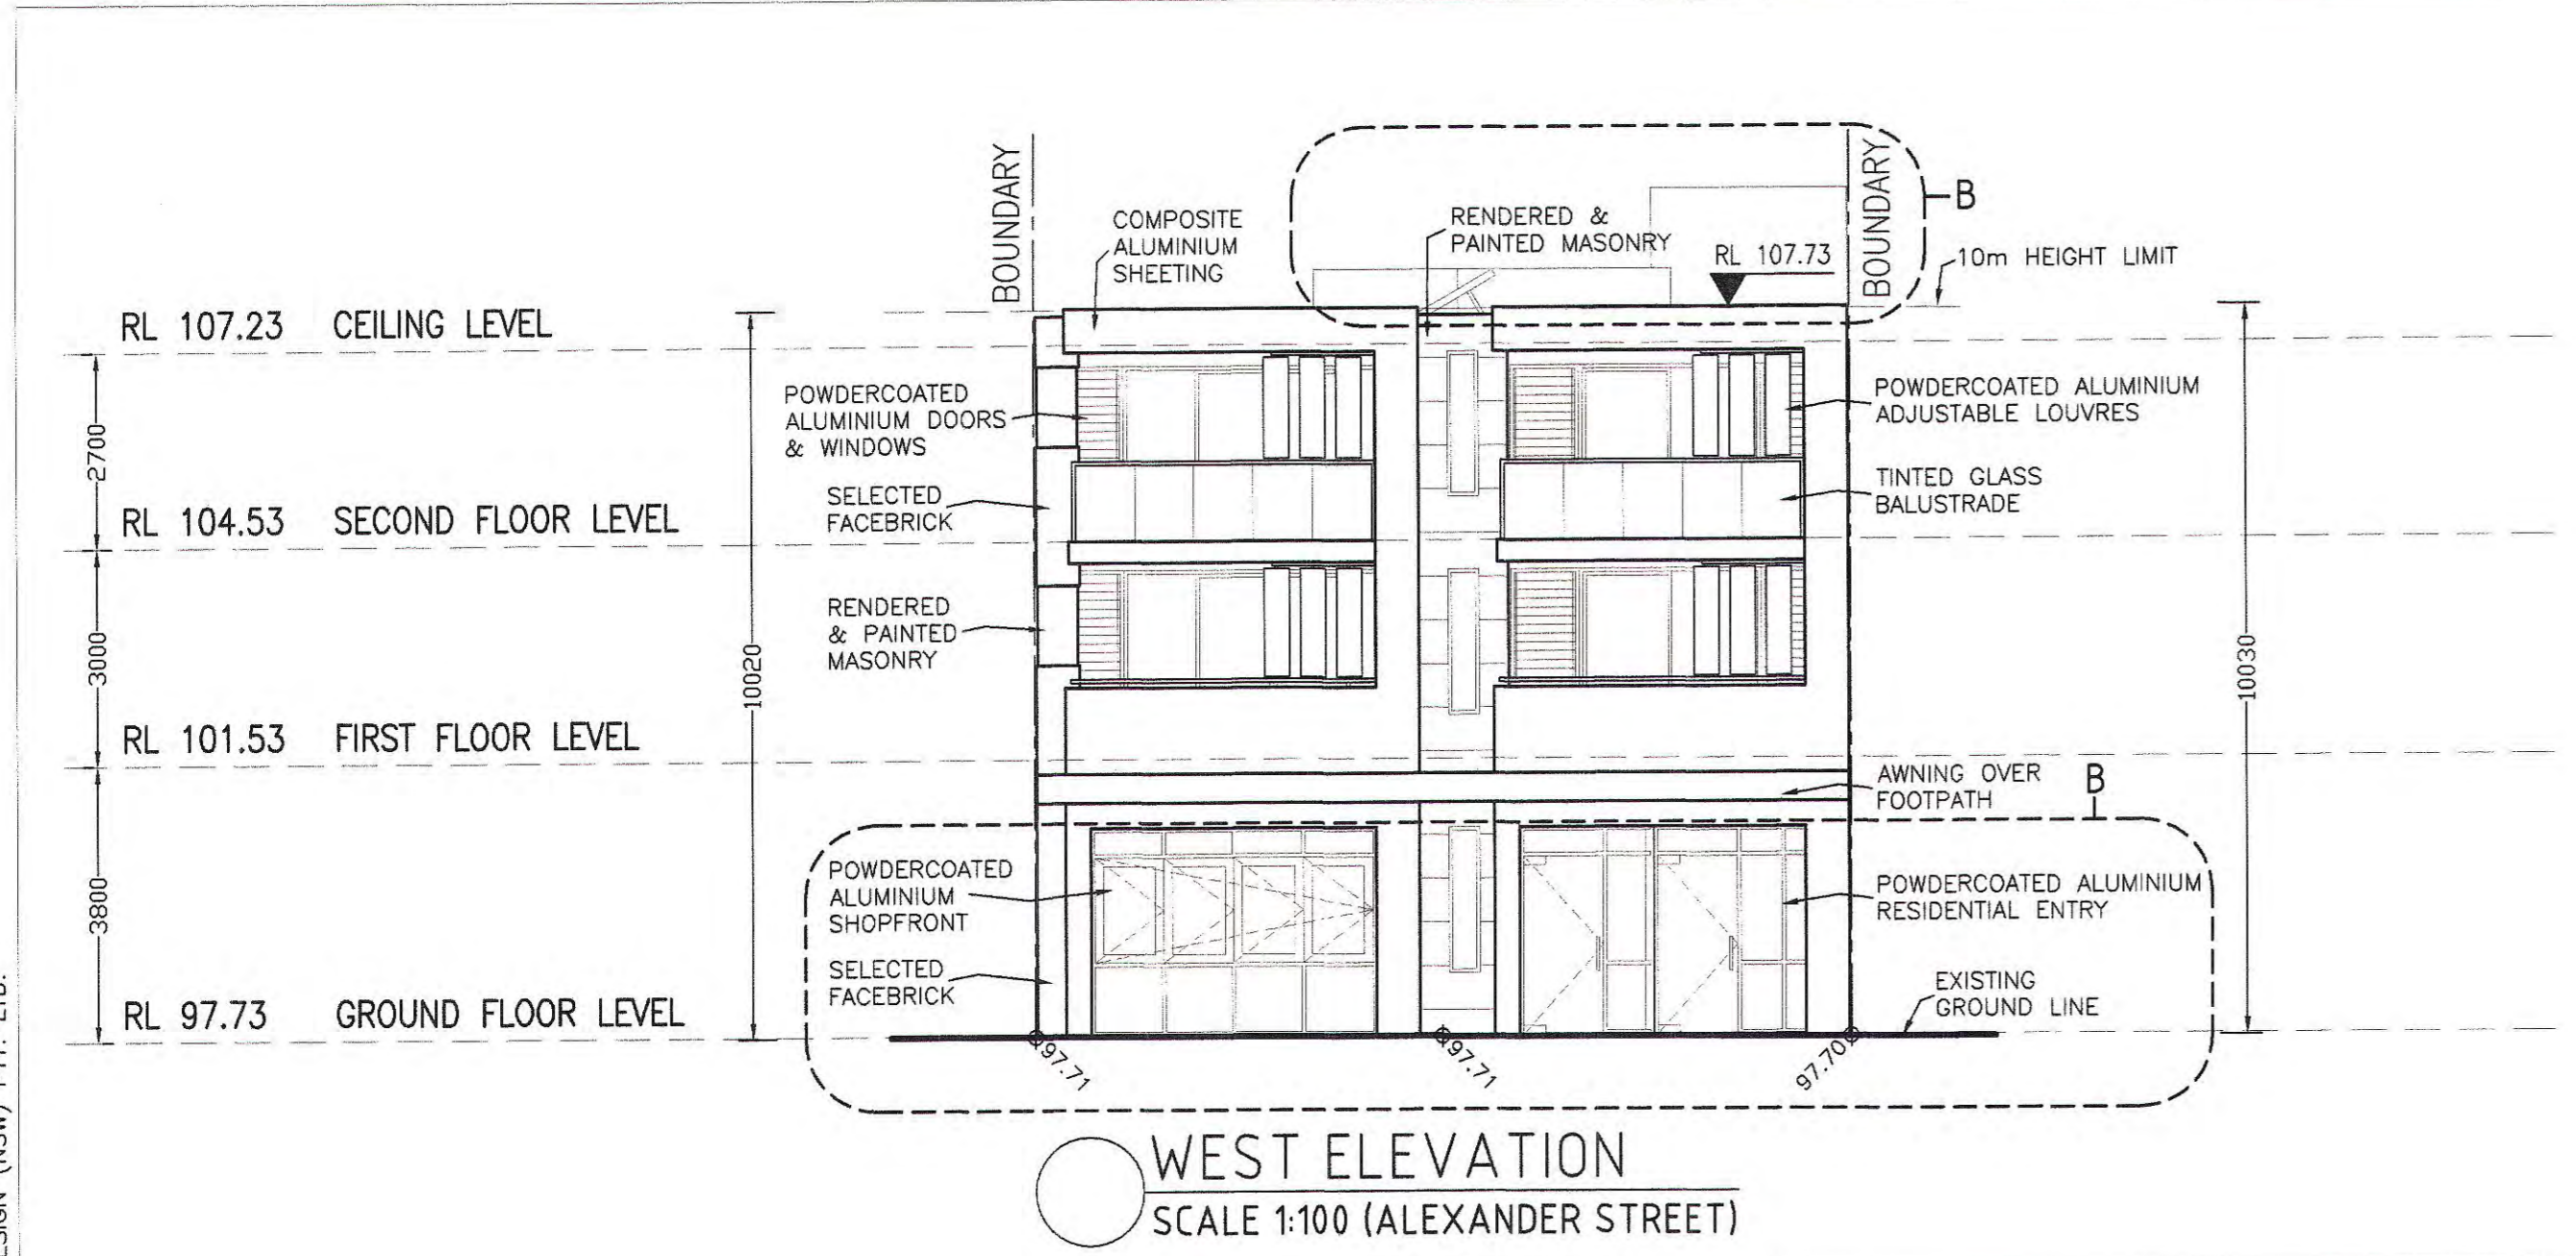 BOUNDARY
COMPOSITE
ALUMINIUM
SHEETING
RENDERED &
PAINTED MASONRY
RL 107.73
BOUNDARY
B
10m HEIGHT LIMIT
RL 107.23 CEILING LEVEL
2700
RL 104.53 SECOND FLOOR LEVEL
3000
RL 101.53 FIRST FLOOR LEVEL
3800
RL 97.73 GROUND FLOOR LEVEL
10020
POWDERCOATED
ALUMINIUM DOORS
& WINDOWS
SELECTED
FACEBRICK
RENDERED
& PAINTED
MASONRY
POWDERCOATED
ALUMINIUM
SHOPFRONT
SELECTED
FACEBRICK
POWDERCOATED ALUMINIUM
ADJUSTABLE LOUVRES
TINTED GLASS
BALUSTRADE
10030
AWNING OVER
FOOTPATH
B
POWDERCOATED ALUMINIUM
RESIDENTIAL ENTRY
EXISTING
GROUND LINE
97.71
97.71
97.70
WEST ELEVATION
SCALE 1:100 (ALEXANDER STREET)